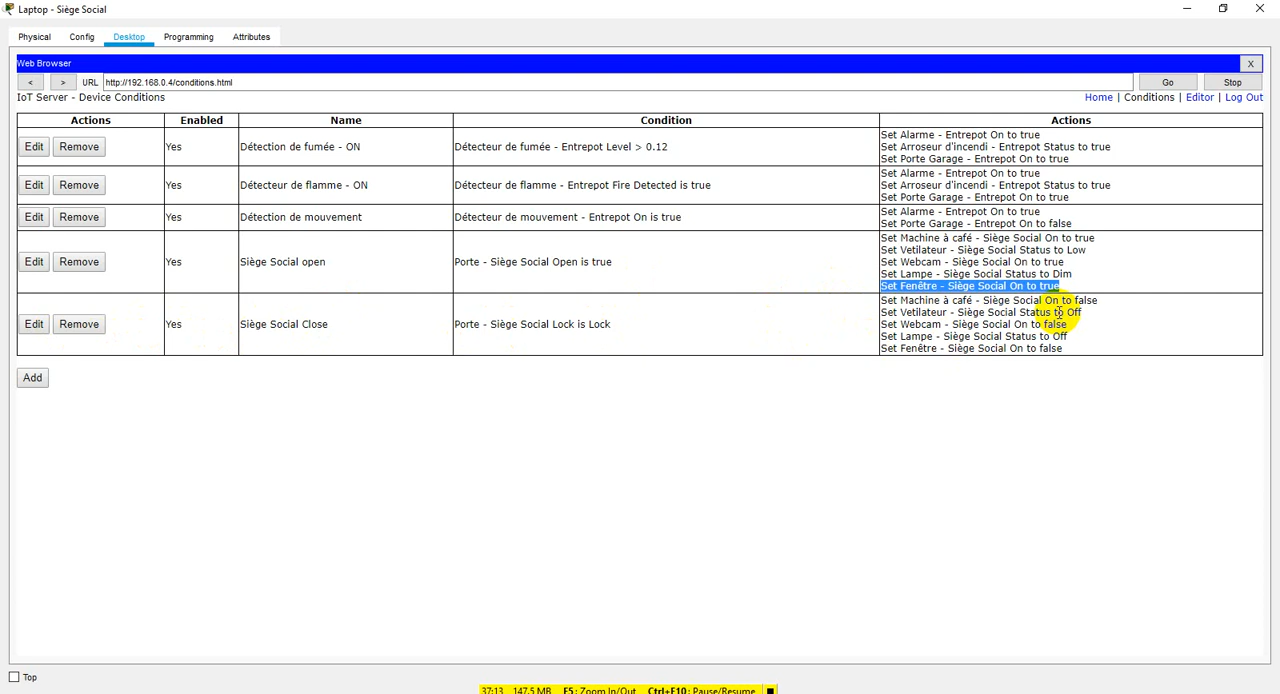 Laptop - Siège Social
Physical Config Desktop Programming Attributes
Web Browser X
< > URL http://192.168.0.4/conditions.html Go Stop
IoT Server - Device Conditions Home | Conditions | Editor | Log Out
Actions Enabled Name Condition Actions
Edit Remove Yes Détection de fumée - ON Détecteur de fumée - Entrepot Level > 0.12
Set Alarme - Entrepot On to true
Set Arroseur d'incendi - Entrepot Status to true
Set Porte Garage - Entrepot On to true
Edit Remove Yes Détecteur de flamme - ON Détecteur de flamme - Entrepot Fire Detected is true
Set Alarme - Entrepot On to true
Set Arroseur d'incendi - Entrepot Status to true
Set Porte Garage - Entrepot On to true
Edit Remove Yes Détection de mouvement Détecteur de mouvement - Entrepot On is true
Set Alarme - Entrepot On to true
Set Porte Garage - Entrepot On to false
Edit Remove Yes Siège Social open Porte - Siège Social Open is true
Set Machine à café - Siège Social On to true
Set Vetilateur - Siège Social Status to Low
Set Webcam - Siège Social On to true
Set Lampe - Siège Social Status to Dim
Set Fenêtre - Siège Social On to true
Edit Remove Yes Siège Social Close Porte - Siège Social Lock is Lock
Set Machine à café - Siège Social On to false
Set Vetilateur - Siège Social Status to Off
Set Webcam - Siège Social On to false
Set Lampe - Siège Social Status to Off
Set Fenêtre - Siège Social On to false
Add
Top
37:13 147.5 MB F5: Zoom In/Out Ctrl+F10: Pause/Resume